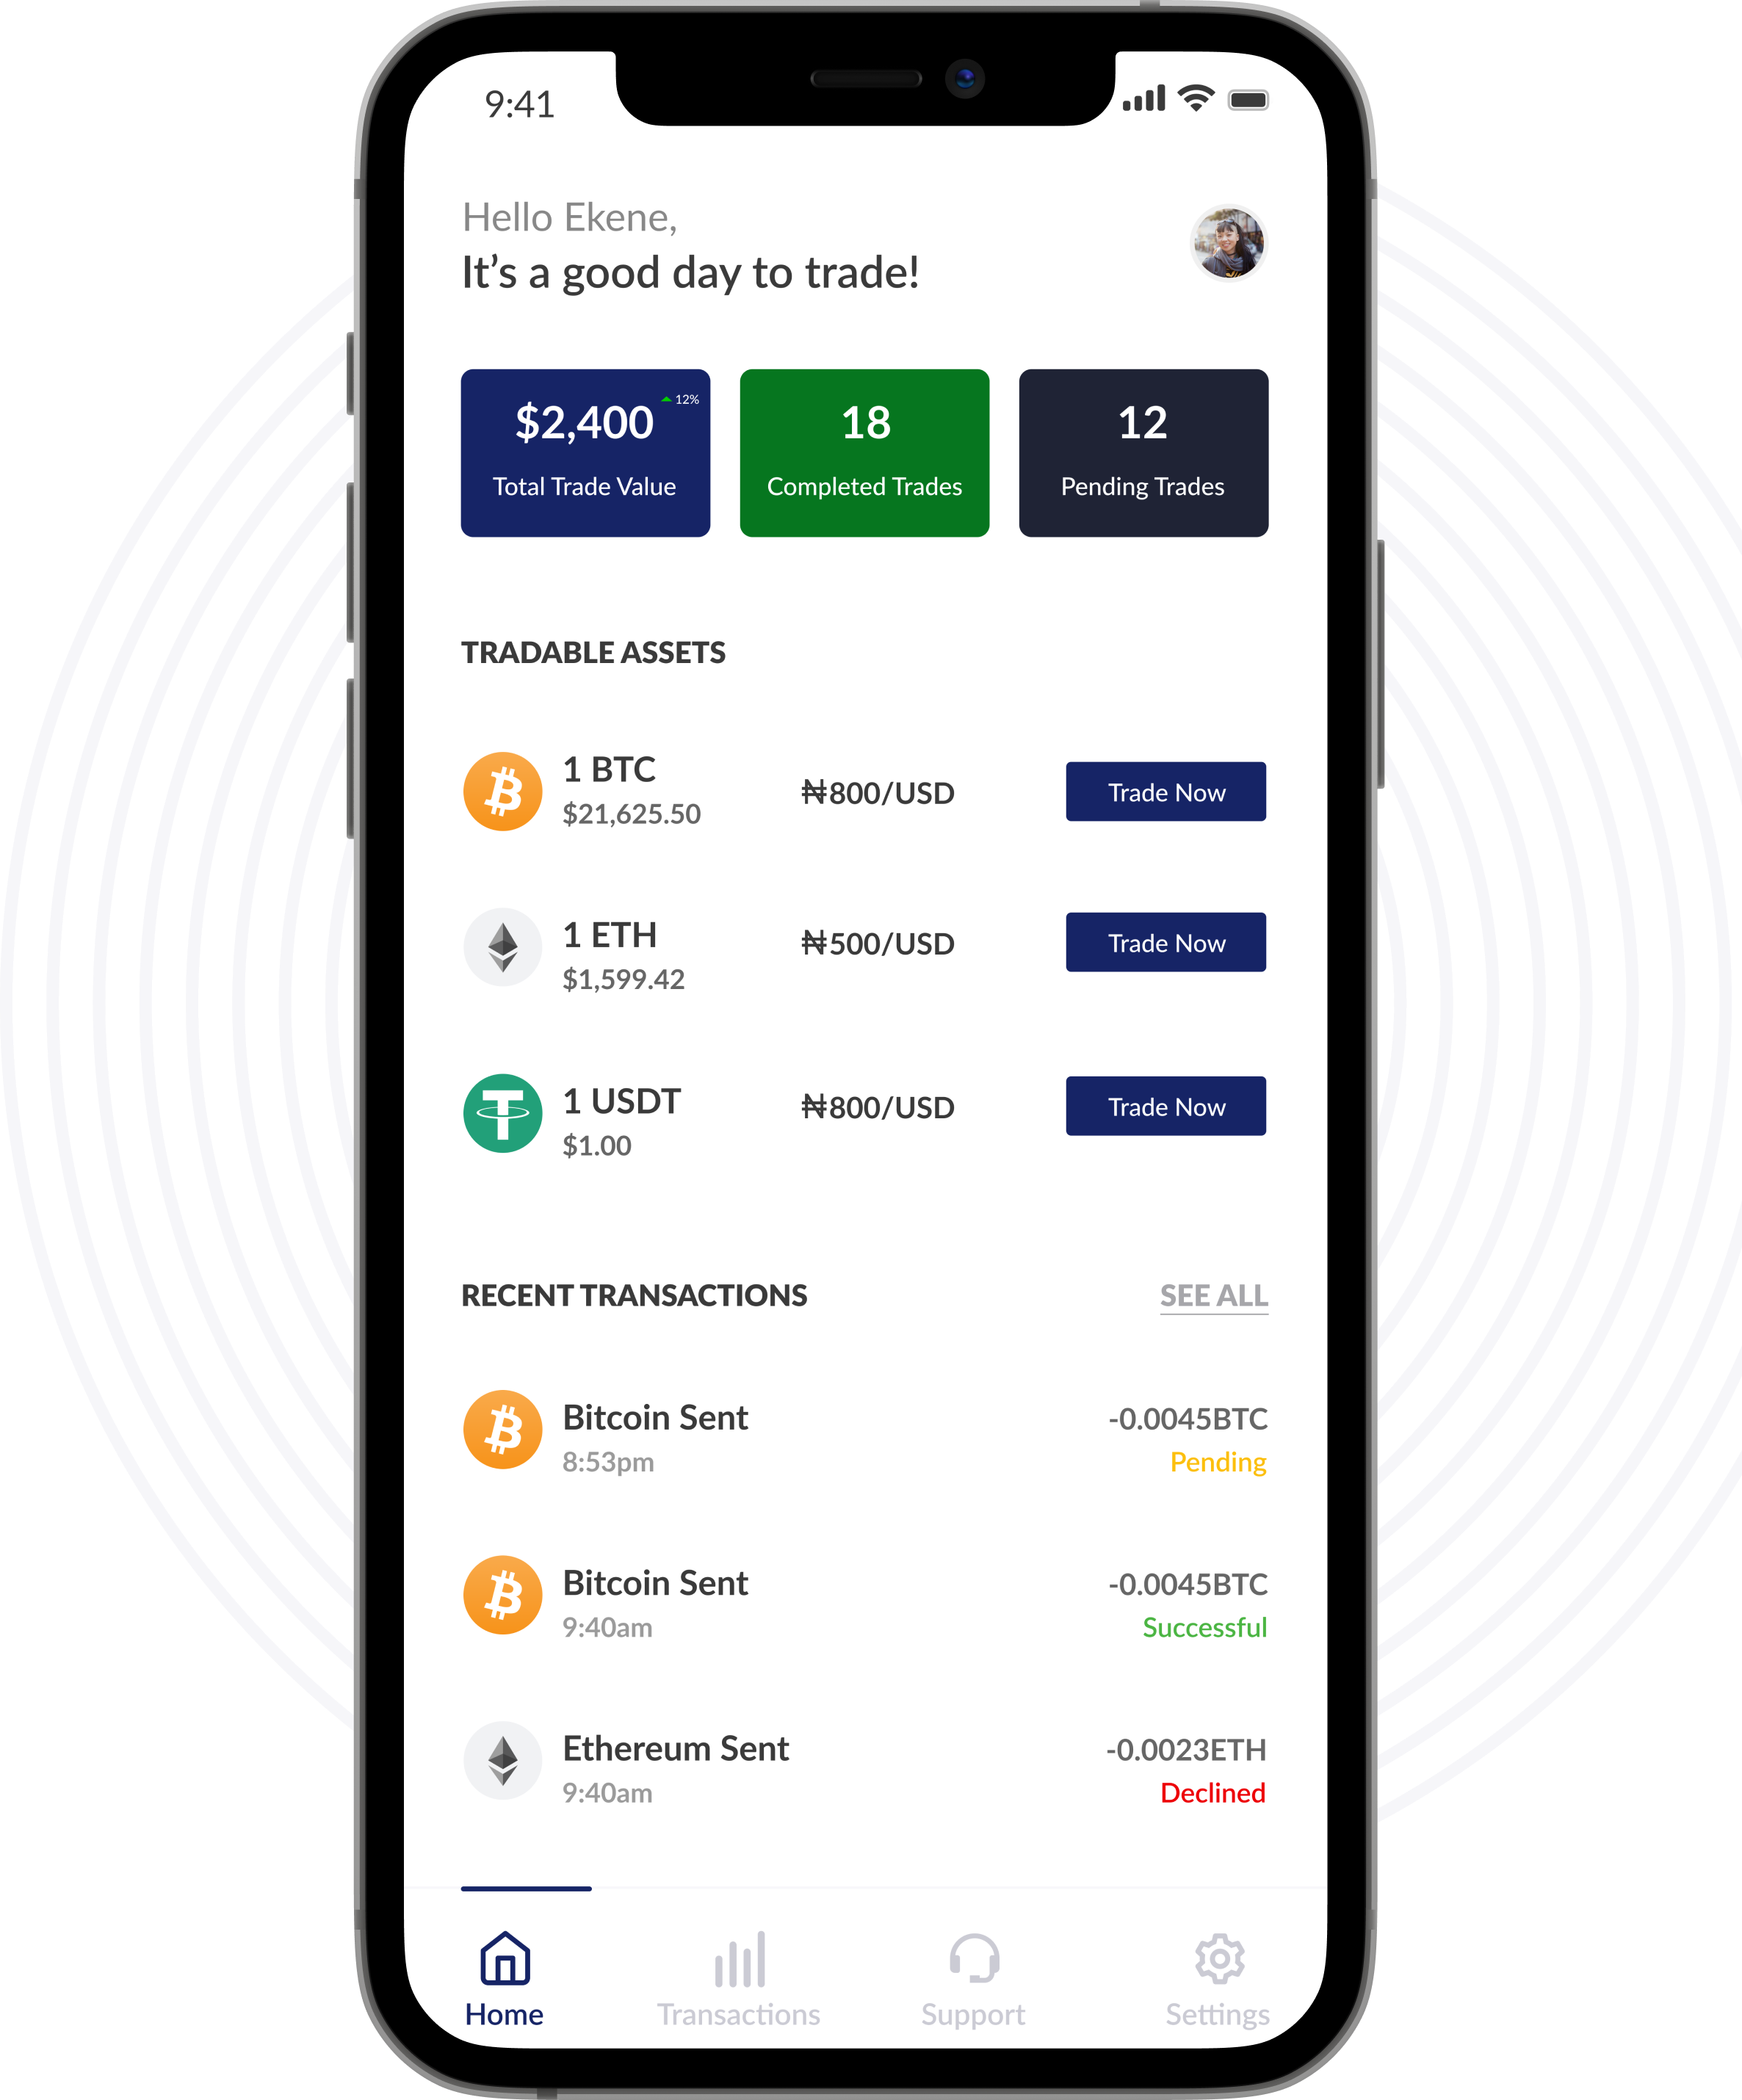 9:41
Hello Ekene,
It’s a good day to trade!
$2,400
12%
Total Trade Value
18
Completed Trades
12
Pending Trades
TRADABLE ASSETS
1 BTC
$21,625.50
₦800/USD
Trade Now
1 ETH
$1,599.42
₦500/USD
Trade Now
1 USDT
$1.00
₦800/USD
Trade Now
RECENT TRANSACTIONS
SEE ALL
Bitcoin Sent
8:53pm
-0.0045BTC
Pending
Bitcoin Sent
9:40am
-0.0045BTC
Successful
Ethereum Sent
9:40am
-0.0023ETH
Declined
Home
Transactions
Support
Settings